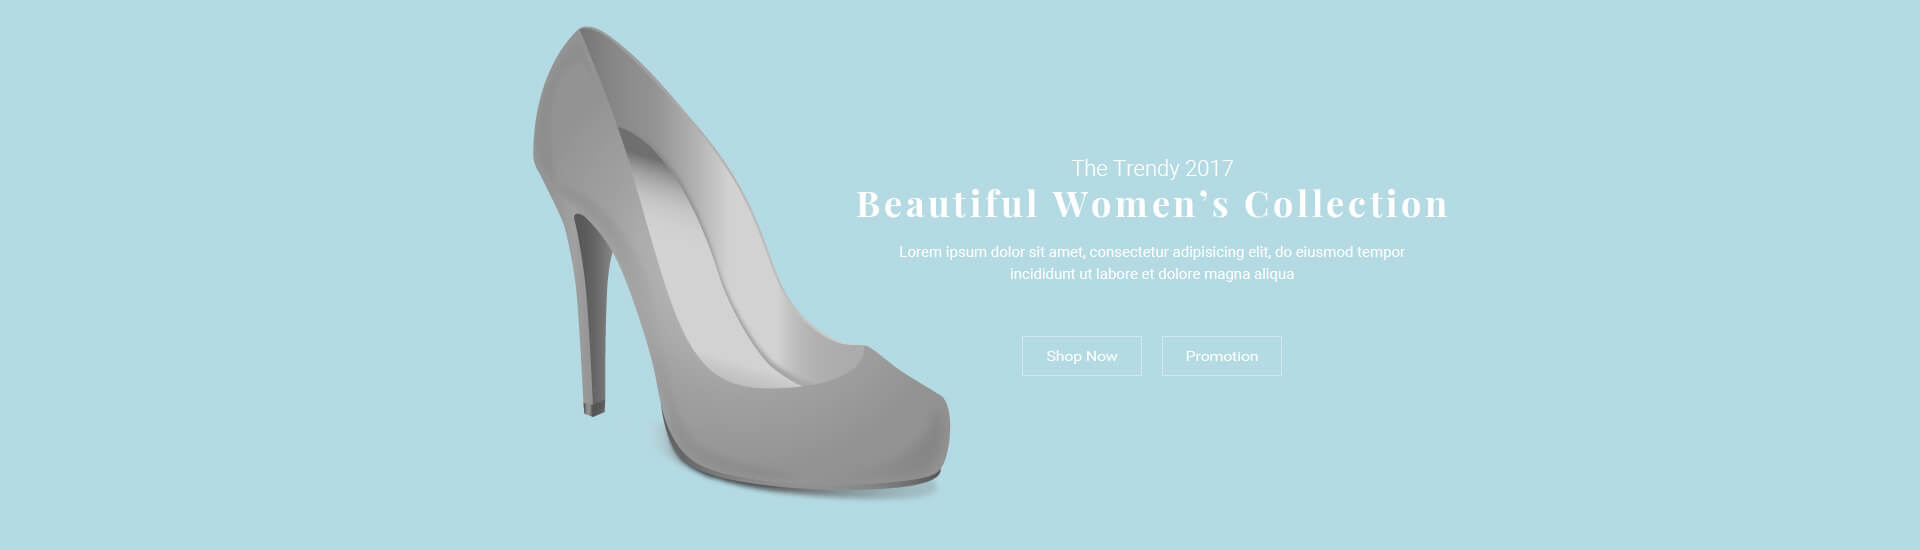 The Trendy 2017
Beautiful Women’s Collection
Lorem ipsum dolor sit amet, consectetur adipisicing elit, do eiusmod tempor
incididunt ut labore et dolore magna aliqua
Shop Now
Promotion